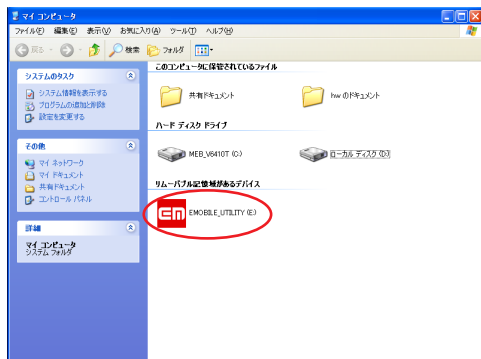 マイ コンピュータ
ファイル(F) 編集(E) 表示(V) お気に入り(A) ツール(T) ヘルプ(H)
戻る 検索 フォルダ
システムのタスク
システム情報を表示する
プログラムの追加と削除
設定を変更する
その他
マイ ネットワーク
マイ ドキュメント
共有ドキュメント
コントロール パネル
詳細
マイ コンピュータ
システム フォルダ
このコンピュータに保管されているファイル
共有ドキュメント hw のドキュメント
ハード ディスク ドライブ
MEB_V6410T (C:) ローカル ディスク (D:)
リムーバブル記憶域があるデバイス
EM EMOBILE_UTILITY (E:)